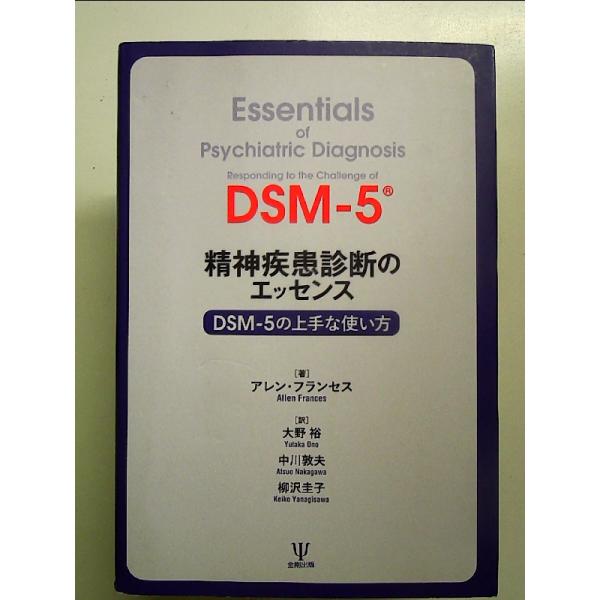 Essentials
of
Psychiatric Diagnosis
Responding to the Challenge of
DSM-5®
精神疾患診断の
エッセンス
DSM-5の上手な使い方
[著]
アレン・フランセス
Allen Frances
[訳]
大野 裕
Yutaka Ono
中川敦夫
Atsuo Nakagawa
柳沢圭子
Keiko Yanagisawa
Ψ
金剛出版